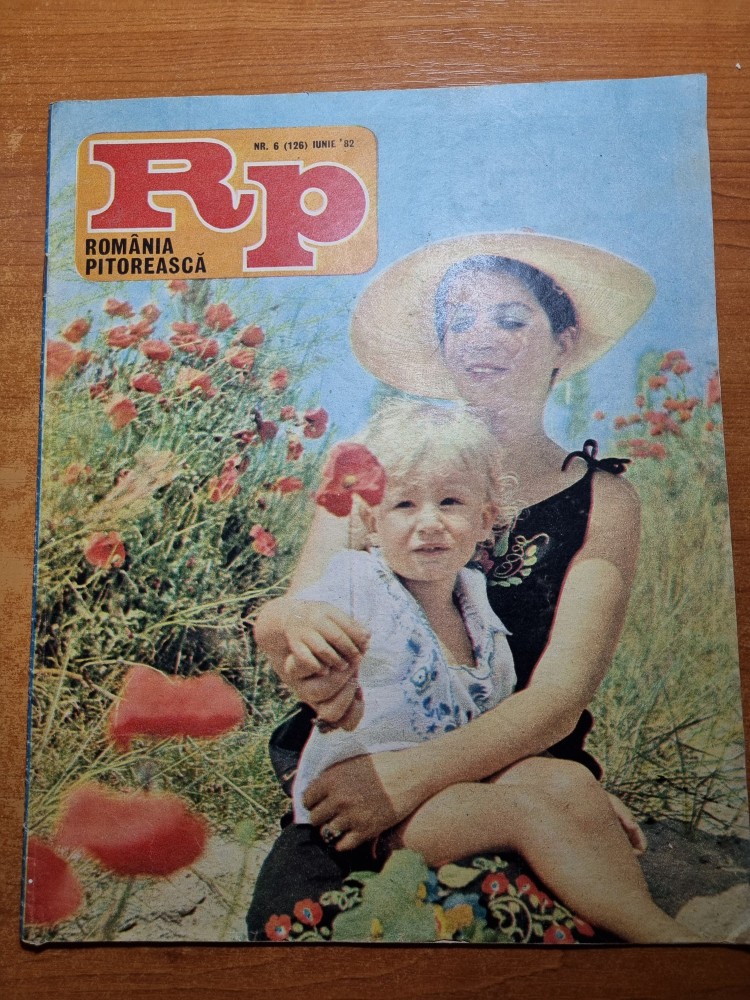 NR. 6 (126) IUNIE '82
Rp
ROMÂNIA
PITOREASCĂ